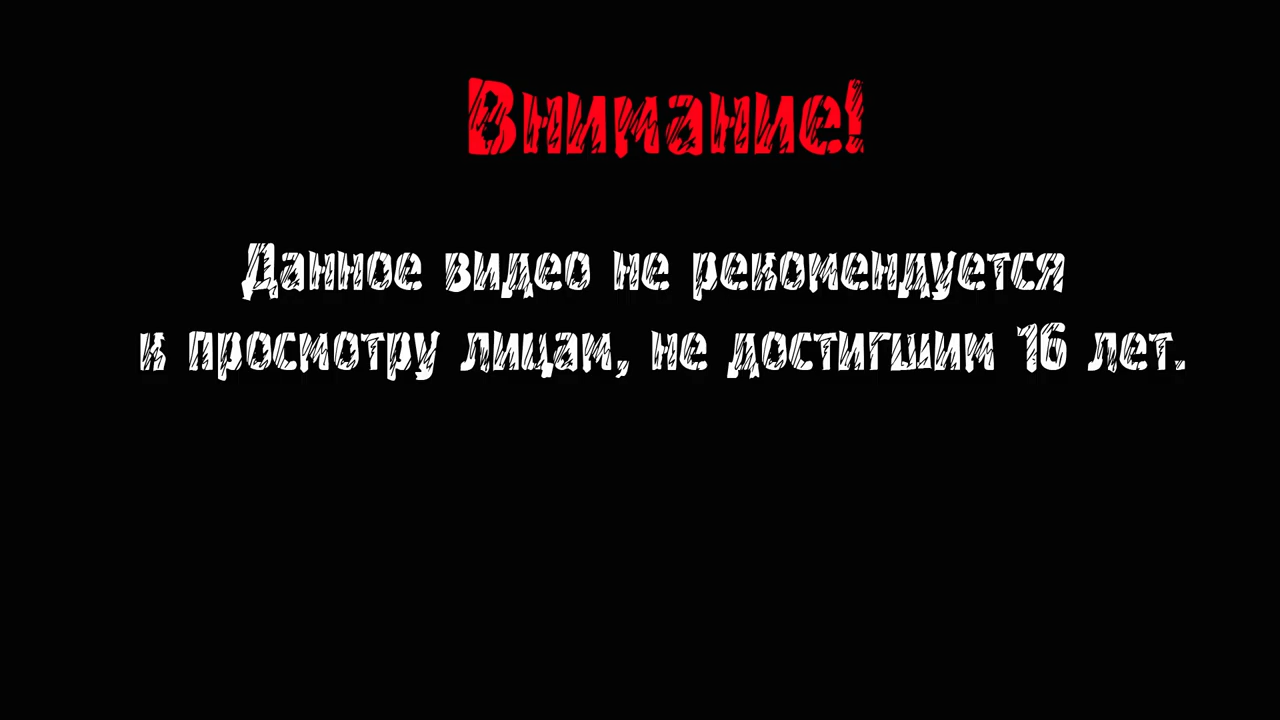 Внимание!
Данное видео не рекомендуется
к просмотру лицам, не достигшим 16 лет.